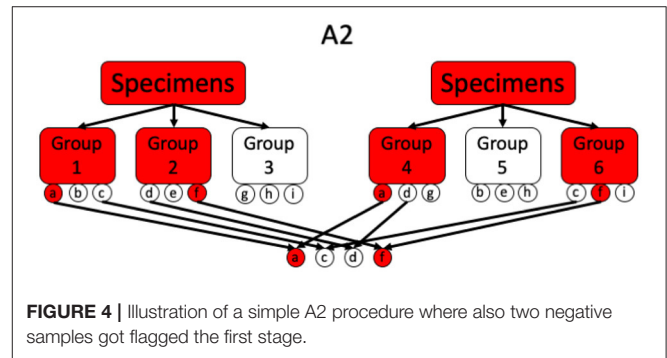 A2
Specimens Specimens
Group Group Group Group Group Group
1 2 3 4 5 6
a b c d e f g h i a d g b e h c f i
a c d f
FIGURE 4 | Illustration of a simple A2 procedure where also two negative
samples got flagged the first stage.